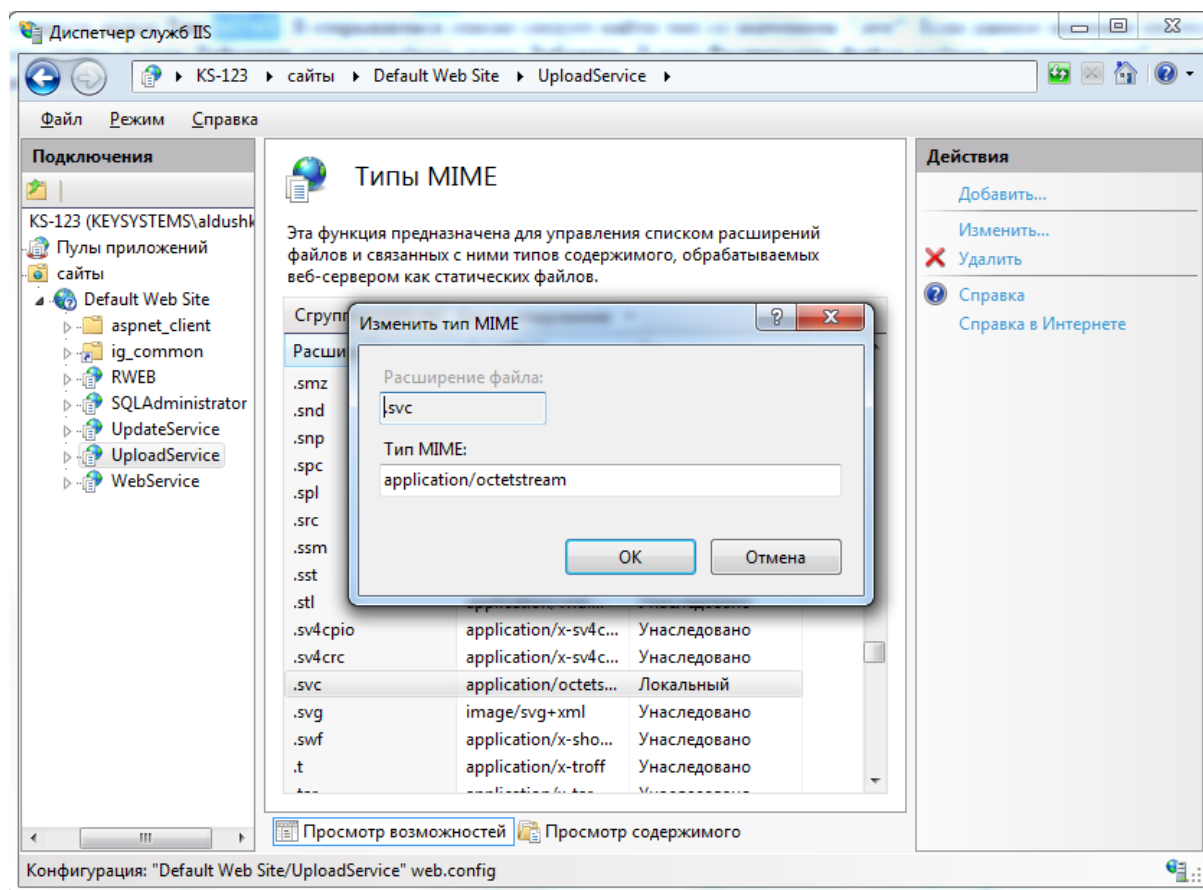 Диспетчер служб IIS
KS-123 сайты Default Web Site UploadService
Файл Режим Справка
Подключения
KS-123 (KEYSYSTEMS\aldushk
Пулы приложений
сайты
Default Web Site
aspnet_client
ig_common
RWEB
SQLAdministrator
UpdateService
UploadService
WebService
Типы MIME
Эта функция предназначена для управления списком расширений
файлов и связанных с ними типов содержимого, обрабатываемых
веб-сервером как статических файлов.
Сгруп
Расши
.smz
.snd
.snp
.spc
.spl
.src
.ssm
.sst
.stl
.sv4cpio application/x-sv4c... Унаследовано
.sv4crc application/x-sv4c... Унаследовано
.svc application/octets... Локальный
.svg image/svg+xml Унаследовано
.swf application/x-sho... Унаследовано
.t application/x-troff Унаследовано
Изменить тип MIME
Расширение файла:
.svc
Тип MIME:
application/octetstream
OK Отмена
Просмотр возможностей Просмотр содержимого
Действия
Добавить...
Изменить...
Удалить
Справка
Справка в Интернете
Конфигурация: "Default Web Site/UploadService" web.config